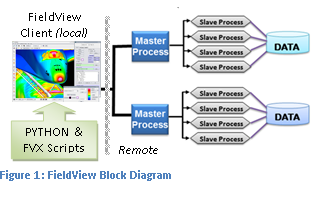 FieldView
Client (local)
PYTHON &
FVX Scripts
Remote
Master
Process
Slave Process
Slave Process
Slave Process
Slave Process
DATA
Master
Process
Slave Process
Slave Process
Slave Process
Slave Process
DATA
Figure 1: FieldView Block Diagram